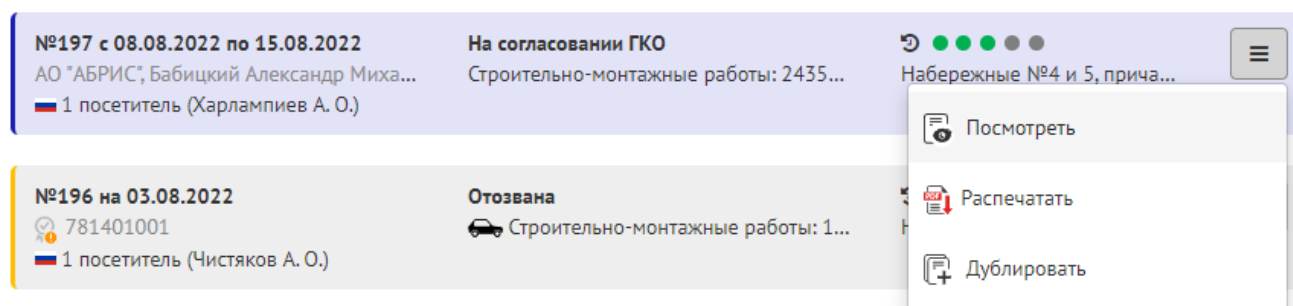 №197 с 08.08.2022 по 15.08.2022
АО "АБРИС", Бабицкий Александр Миха...
1 посетитель (Харлампиев А. О.)
На согласовании ГКО
Строительно-монтажные работы: 2435...
Набережные №4 и 5, прича...
Посмотреть
Распечатать
Дублировать
№196 на 03.08.2022
781401001
1 посетитель (Чистяков А. О.)
Отозвана
Строительно-монтажные работы: 1...